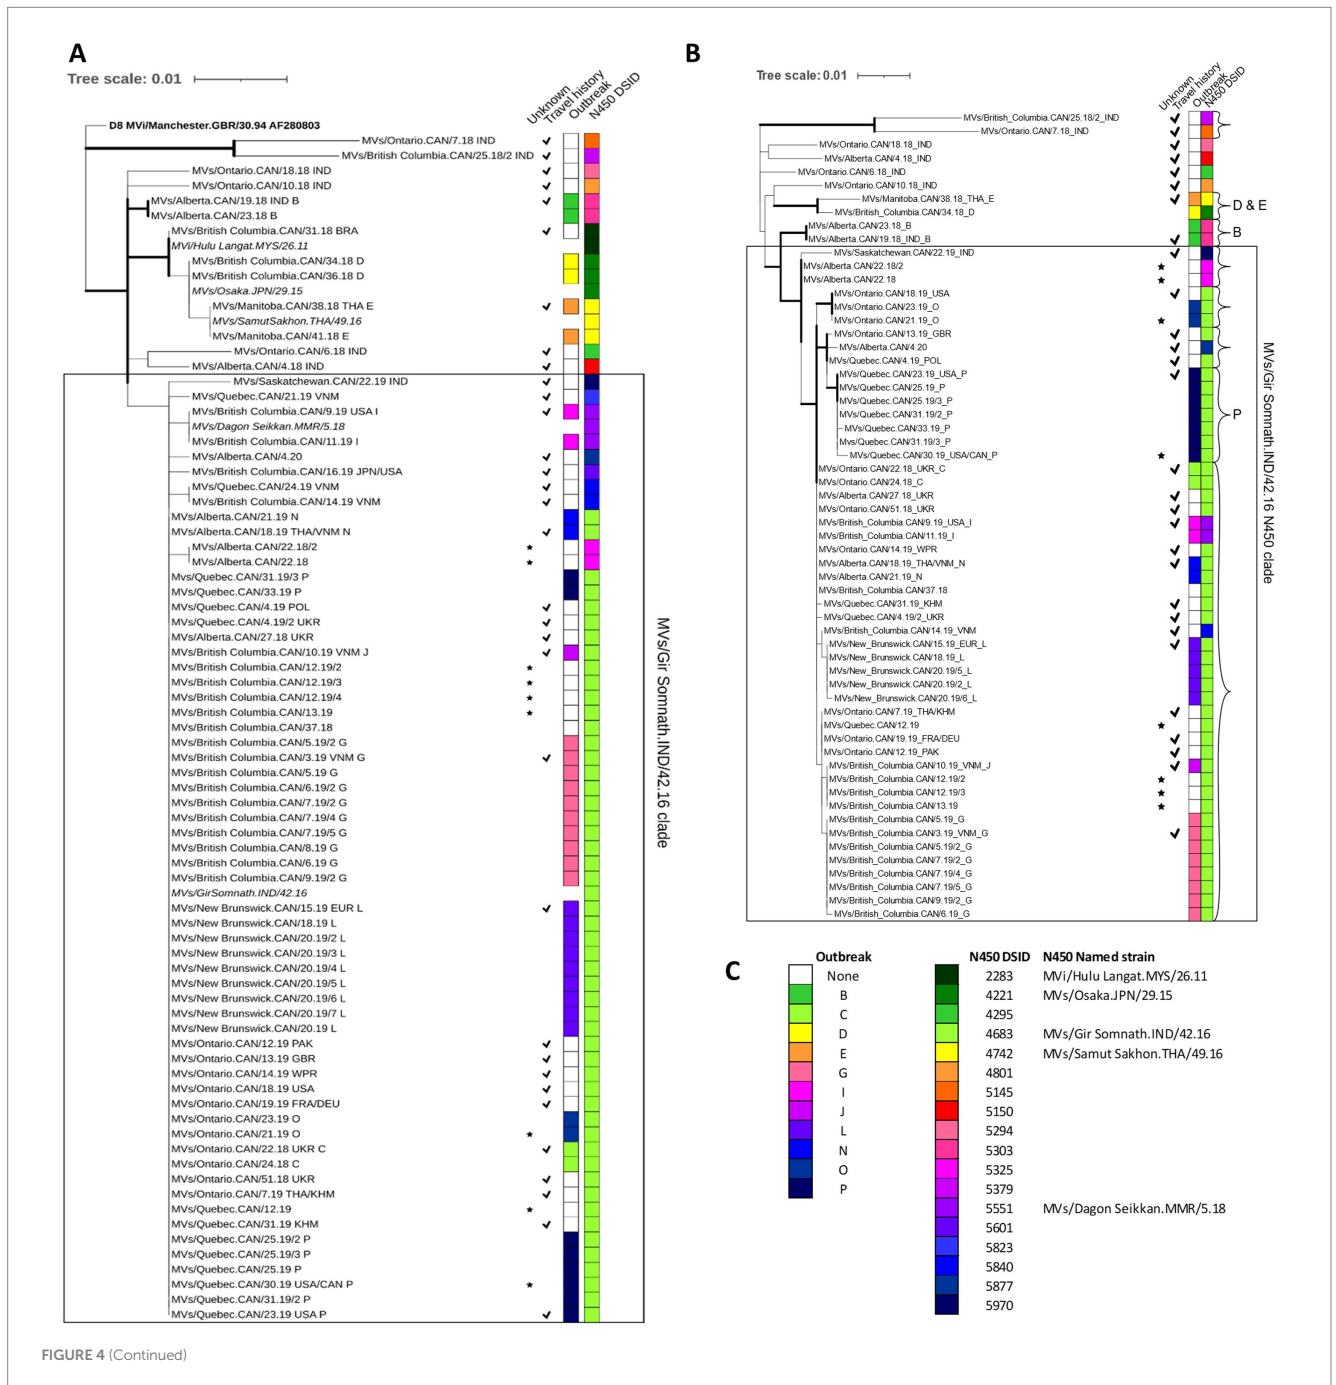 A
Tree scale: 0.01
Unknown
Travel history
Outbreak
N450 DSID
D8 MVi/Manchester.GBR/30.94 AF280803
MVs/Ontario.CAN/7.18 IND
MVs/British Columbia.CAN/25.18/2 IND
MVs/Ontario.CAN/18.18 IND
MVs/Ontario.CAN/10.18 IND
MVs/Alberta.CAN/19.18 IND B
MVs/Alberta.CAN/23.18 B
MVs/British Columbia.CAN/31.18 BRA
MVi/Hulu Langat.MYS/26.11
MVs/British Columbia.CAN/34.18 D
MVs/British Columbia.CAN/36.18 D
MVs/Osaka.JPN/29.15
MVs/Manitoba.CAN/38.18 THA E
MVs/SamutSakhon.THA/49.16
MVs/Manitoba.CAN/41.18 E
MVs/Ontario.CAN/6.18 IND
MVs/Alberta.CAN/4.18 IND
MVs/Saskatchewan.CAN/22.19 IND
MVs/Quebec.CAN/21.19 VNM
MVs/British Columbia.CAN/9.19 USA I
MVs/Dagon Seikkan.MMR/5.18
MVs/British Columbia.CAN/11.19 I
MVs/Alberta.CAN/4.20
MVs/British Columbia.CAN/16.19 JPN/USA
MVs/Quebec.CAN/24.19 VNM
MVs/British Columbia.CAN/14.19 VNM
MVs/Alberta.CAN/21.19 N
MVs/Alberta.CAN/18.19 THA/VNM N
MVs/Alberta.CAN/22.18/2
MVs/Alberta.CAN/22.18
Mvs/Quebec.CAN/31.19/3 P
MVs/Quebec.CAN/33.19 P
MVs/Quebec.CAN/4.19 POL
MVs/Quebec.CAN/4.19/2 UKR
MVs/Alberta.CAN/27.18 UKR
MVs/British Columbia.CAN/10.19 VNM J
MVs/British Columbia.CAN/12.19/2
MVs/British Columbia.CAN/12.19/3
MVs/British Columbia.CAN/12.19/4
MVs/British Columbia.CAN/13.19
MVs/British Columbia.CAN/37.18
MVs/British Columbia.CAN/5.19/2 G
MVs/British Columbia.CAN/3.19 VNM G
MVs/British Columbia.CAN/5.19 G
MVs/British Columbia.CAN/6.19/2 G
MVs/British Columbia.CAN/7.19/2 G
MVs/British Columbia.CAN/7.19/4 G
MVs/British Columbia.CAN/7.19/5 G
MVs/British Columbia.CAN/8.19 G
MVs/British Columbia.CAN/6.19 G
MVs/British Columbia.CAN/9.19/2 G
MVs/GirSomnath.IND/42.16
MVs/New Brunswick.CAN/15.19 EUR L
MVs/New Brunswick.CAN/18.19 L
MVs/New Brunswick.CAN/20.19/2 L
MVs/New Brunswick.CAN/20.19/3 L
MVs/New Brunswick.CAN/20.19/4 L
MVs/New Brunswick.CAN/20.19/5 L
MVs/New Brunswick.CAN/20.19/6 L
MVs/New Brunswick.CAN/20.19/7 L
MVs/New Brunswick.CAN/20.19 L
MVs/Ontario.CAN/12.19 PAK
MVs/Ontario.CAN/13.19 GBR
MVs/Ontario.CAN/14.19 WPR
MVs/Ontario.CAN/18.19 USA
MVs/Ontario.CAN/19.19 FRA/DEU
MVs/Ontario.CAN/23.19 O
MVs/Ontario.CAN/21.19 O
MVs/Ontario.CAN/22.18 UKR C
MVs/Ontario.CAN/24.18 C
MVs/Ontario.CAN/51.18 UKR
MVs/Ontario.CAN/7.19 THA/KHM
MVs/Quebec.CAN/12.19
MVs/Quebec.CAN/31.19 KHM
MVs/Quebec.CAN/25.19/2 P
MVs/Quebec.CAN/25.19/3 P
MVs/Quebec.CAN/25.19 P
MVs/Quebec.CAN/30.19 USA/CAN P
MVs/Quebec.CAN/31.19/2 P
MVs/Quebec.CAN/23.19 USA P
MVs/Gir Somnath.IND/42.16 clade
B
Tree scale: 0.01
Unknown
Travel history
Outbreak
N450 DSID
MVs/British_Columbia.CAN/25.18/2_IND
MVs/Ontario.CAN/7.18_IND
MVs/Ontario.CAN/18.18_IND
MVs/Alberta.CAN/4.18_IND
MVs/Ontario.CAN/6.18_IND
MVs/Ontario.CAN/10.18_IND
MVs/Manitoba.CAN/38.18_THA_E
MVs/British_Columbia.CAN/34.18_D
D & E
MVs/Alberta.CAN/23.18_B
MVs/Alberta.CAN/19.18_IND_B
B
MVs/Saskatchewan.CAN/22.19_IND
MVs/Alberta.CAN/22.18/2
MVs/Alberta.CAN/22.18
MVs/Ontario.CAN/18.19_USA
MVs/Ontario.CAN/23.19_O
MVs/Ontario.CAN/21.19_O
MVs/Ontario.CAN/13.19_GBR
MVs/Alberta.CAN/4.20
MVs/Quebec.CAN/4.19_POL
MVs/Quebec.CAN/23.19_USA_P
MVs/Quebec.CAN/25.19_P
MVs/Quebec.CAN/25.19/3_P
MVs/Quebec.CAN/31.19/2_P
P
MVs/Quebec.CAN/33.19_P
Mvs/Quebec.CAN/31.19/3_P
MVs/Quebec.CAN/30.19_USA/CAN_P
MVs/Ontario.CAN/22.18_UKR_C
MVs/Ontario.CAN/24.18_C
MVs/Alberta.CAN/27.18_UKR
MVs/Ontario.CAN/51.18_UKR
MVs/British_Columbia.CAN/9.19_USA_I
MVs/British_Columbia.CAN/11.19_I
MVs/Ontario.CAN/14.19_WPR
MVs/Alberta.CAN/18.19_THA/VNM_N
MVs/Alberta.CAN/21.19_N
MVs/British_Columbia.CAN/37.18
MVs/Quebec.CAN/31.19_KHM
MVs/Quebec.CAN/4.19/2_UKR
MVs/British_Columbia.CAN/14.19_VNM
MVs/New_Brunswick.CAN/15.19_EUR_L
MVs/New_Brunswick.CAN/18.19_L
MVs/New_Brunswick.CAN/20.19/5_L
MVs/New_Brunswick.CAN/20.19/2_L
MVs/New_Brunswick.CAN/20.19/6_L
MVs/Ontario.CAN/7.19_THA/KHM
MVs/Quebec.CAN/12.19
MVs/Ontario.CAN/19.19_FRA/DEU
MVs/Ontario.CAN/12.19_PAK
MVs/British_Columbia.CAN/10.19_VNM_J
MVs/British_Columbia.CAN/12.19/2
MVs/British_Columbia.CAN/12.19/3
MVs/British_Columbia.CAN/13.19
MVs/British_Columbia.CAN/5.19_G
MVs/British_Columbia.CAN/3.19_VNM_G
MVs/British_Columbia.CAN/5.19/2_G
MVs/British_Columbia.CAN/7.19/2_G
MVs/British_Columbia.CAN/7.19/4_G
MVs/British_Columbia.CAN/7.19/5_G
MVs/British_Columbia.CAN/9.19/2_G
MVs/British_Columbia.CAN/6.19_G
MVs/Gir Somnath.IND/42.16 N450 clade
C
Outbreak N450 DSID N450 Named strain
None 2283 MVi/Hulu Langat.MYS/26.11
B 4221 MVs/Osaka.JPN/29.15
C 4295
D 4683 MVs/Gir Somnath.IND/42.16
E 4742 MVs/Samut Sakhon.THA/49.16
G 4801
I 5145
J 5150
L 5294
N 5303
O 5325
P 5379
5551 MVs/Dagon Seikkan.MMR/5.18
5601
5823
5840
5877
5970
FIGURE 4 (Continued)